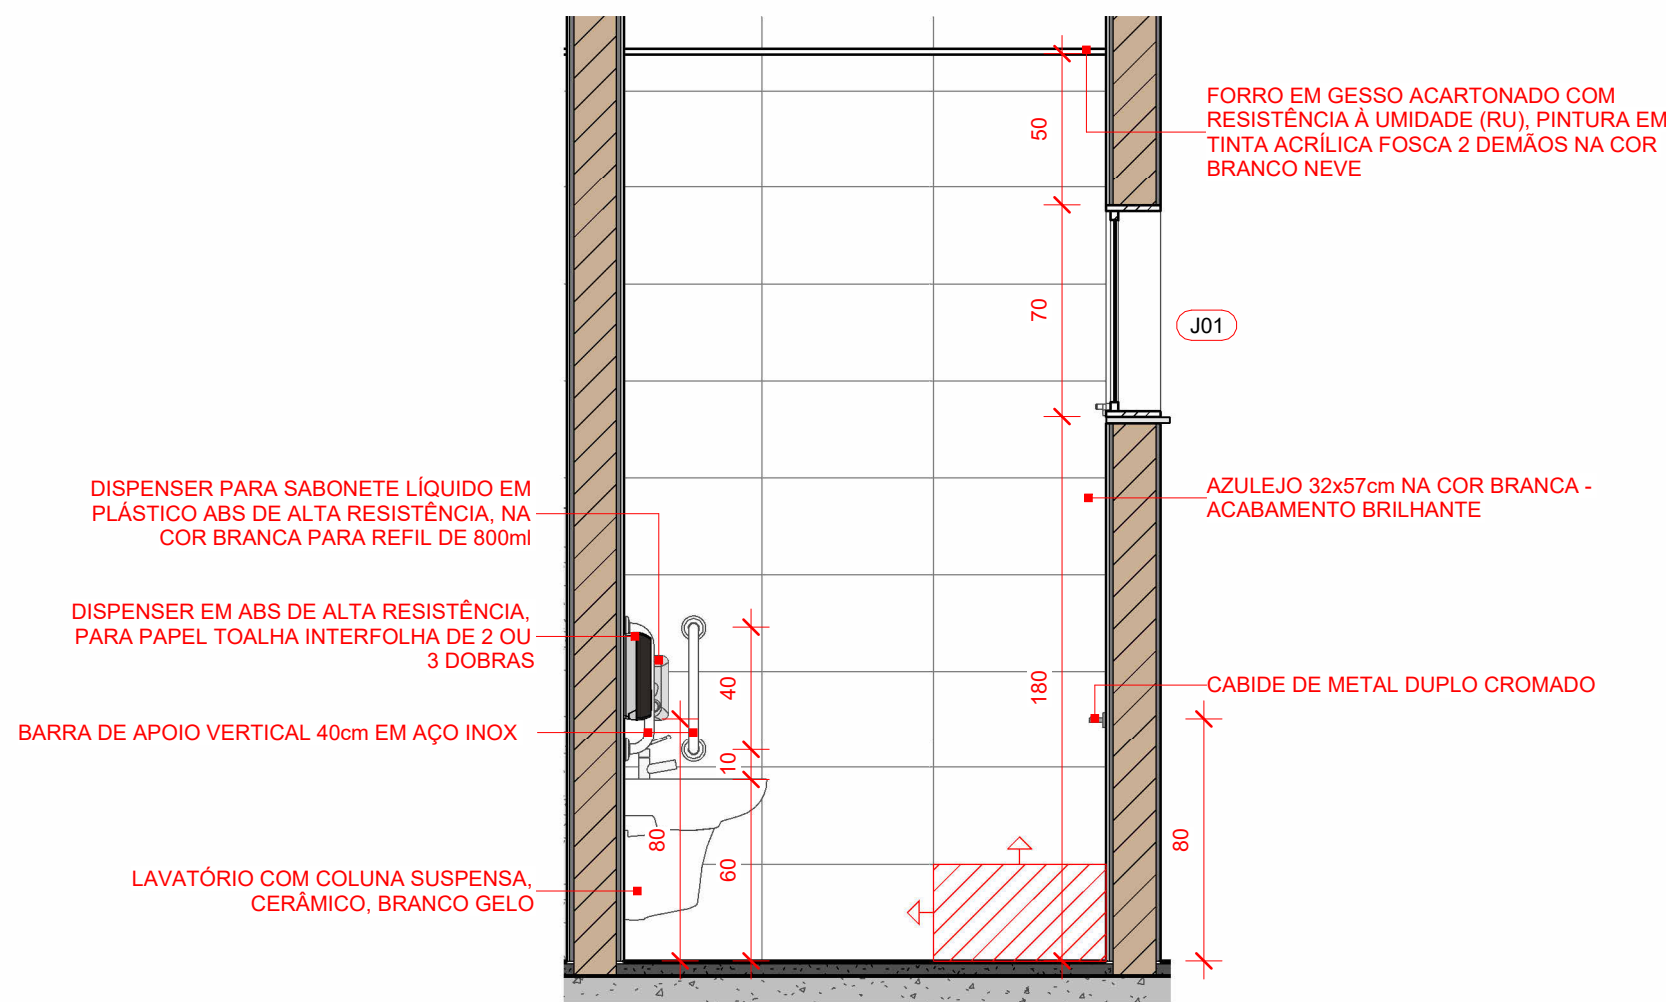 FORRO EM GESSO ACARTONADO COM
RESISTÊNCIA À UMIDADE (RU), PINTURA EM
TINTA ACRÍLICA FOSCA 2 DEMÃOS NA COR
BRANCO NEVE
50
70
J01
DISPENSER PARA SABONETE LÍQUIDO EM
PLÁSTICO ABS DE ALTA RESISTÊNCIA, NA
COR BRANCA PARA REFIL DE 800ml
AZULEJO 32x57cm NA COR BRANCA -
ACABAMENTO BRILHANTE
DISPENSER EM ABS DE ALTA RESISTÊNCIA,
PARA PAPEL TOALHA INTERFOLHA DE 2 OU
3 DOBRAS
40
180
CABIDE DE METAL DUPLO CROMADO
BARRA DE APOIO VERTICAL 40cm EM AÇO INOX
10
80
60
80
LAVATÓRIO COM COLUNA SUSPENSA,
CERÂMICO, BRANCO GELO